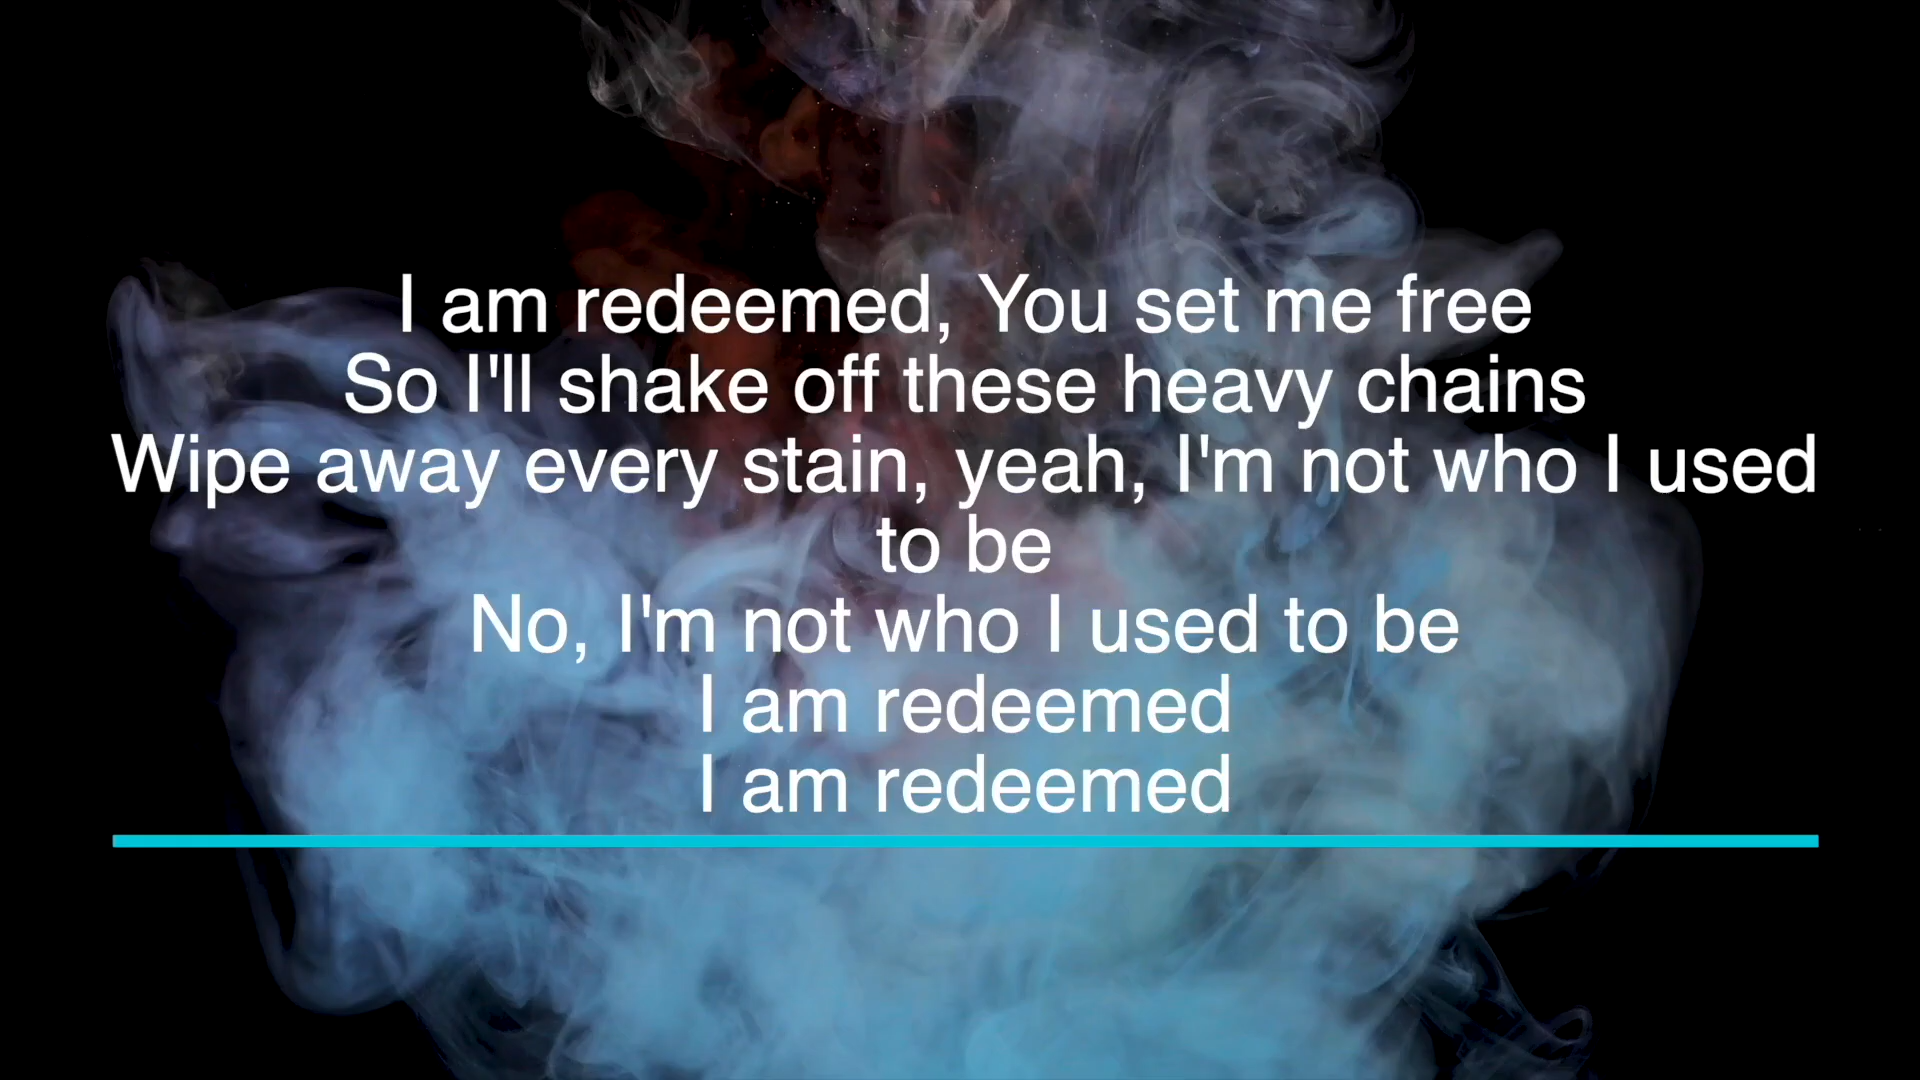 I am redeemed, You set me free
So I'll shake off these heavy chains
Wipe away every stain, yeah, I'm not who I used
to be
No, I'm not who I used to be
I am redeemed
I am redeemed